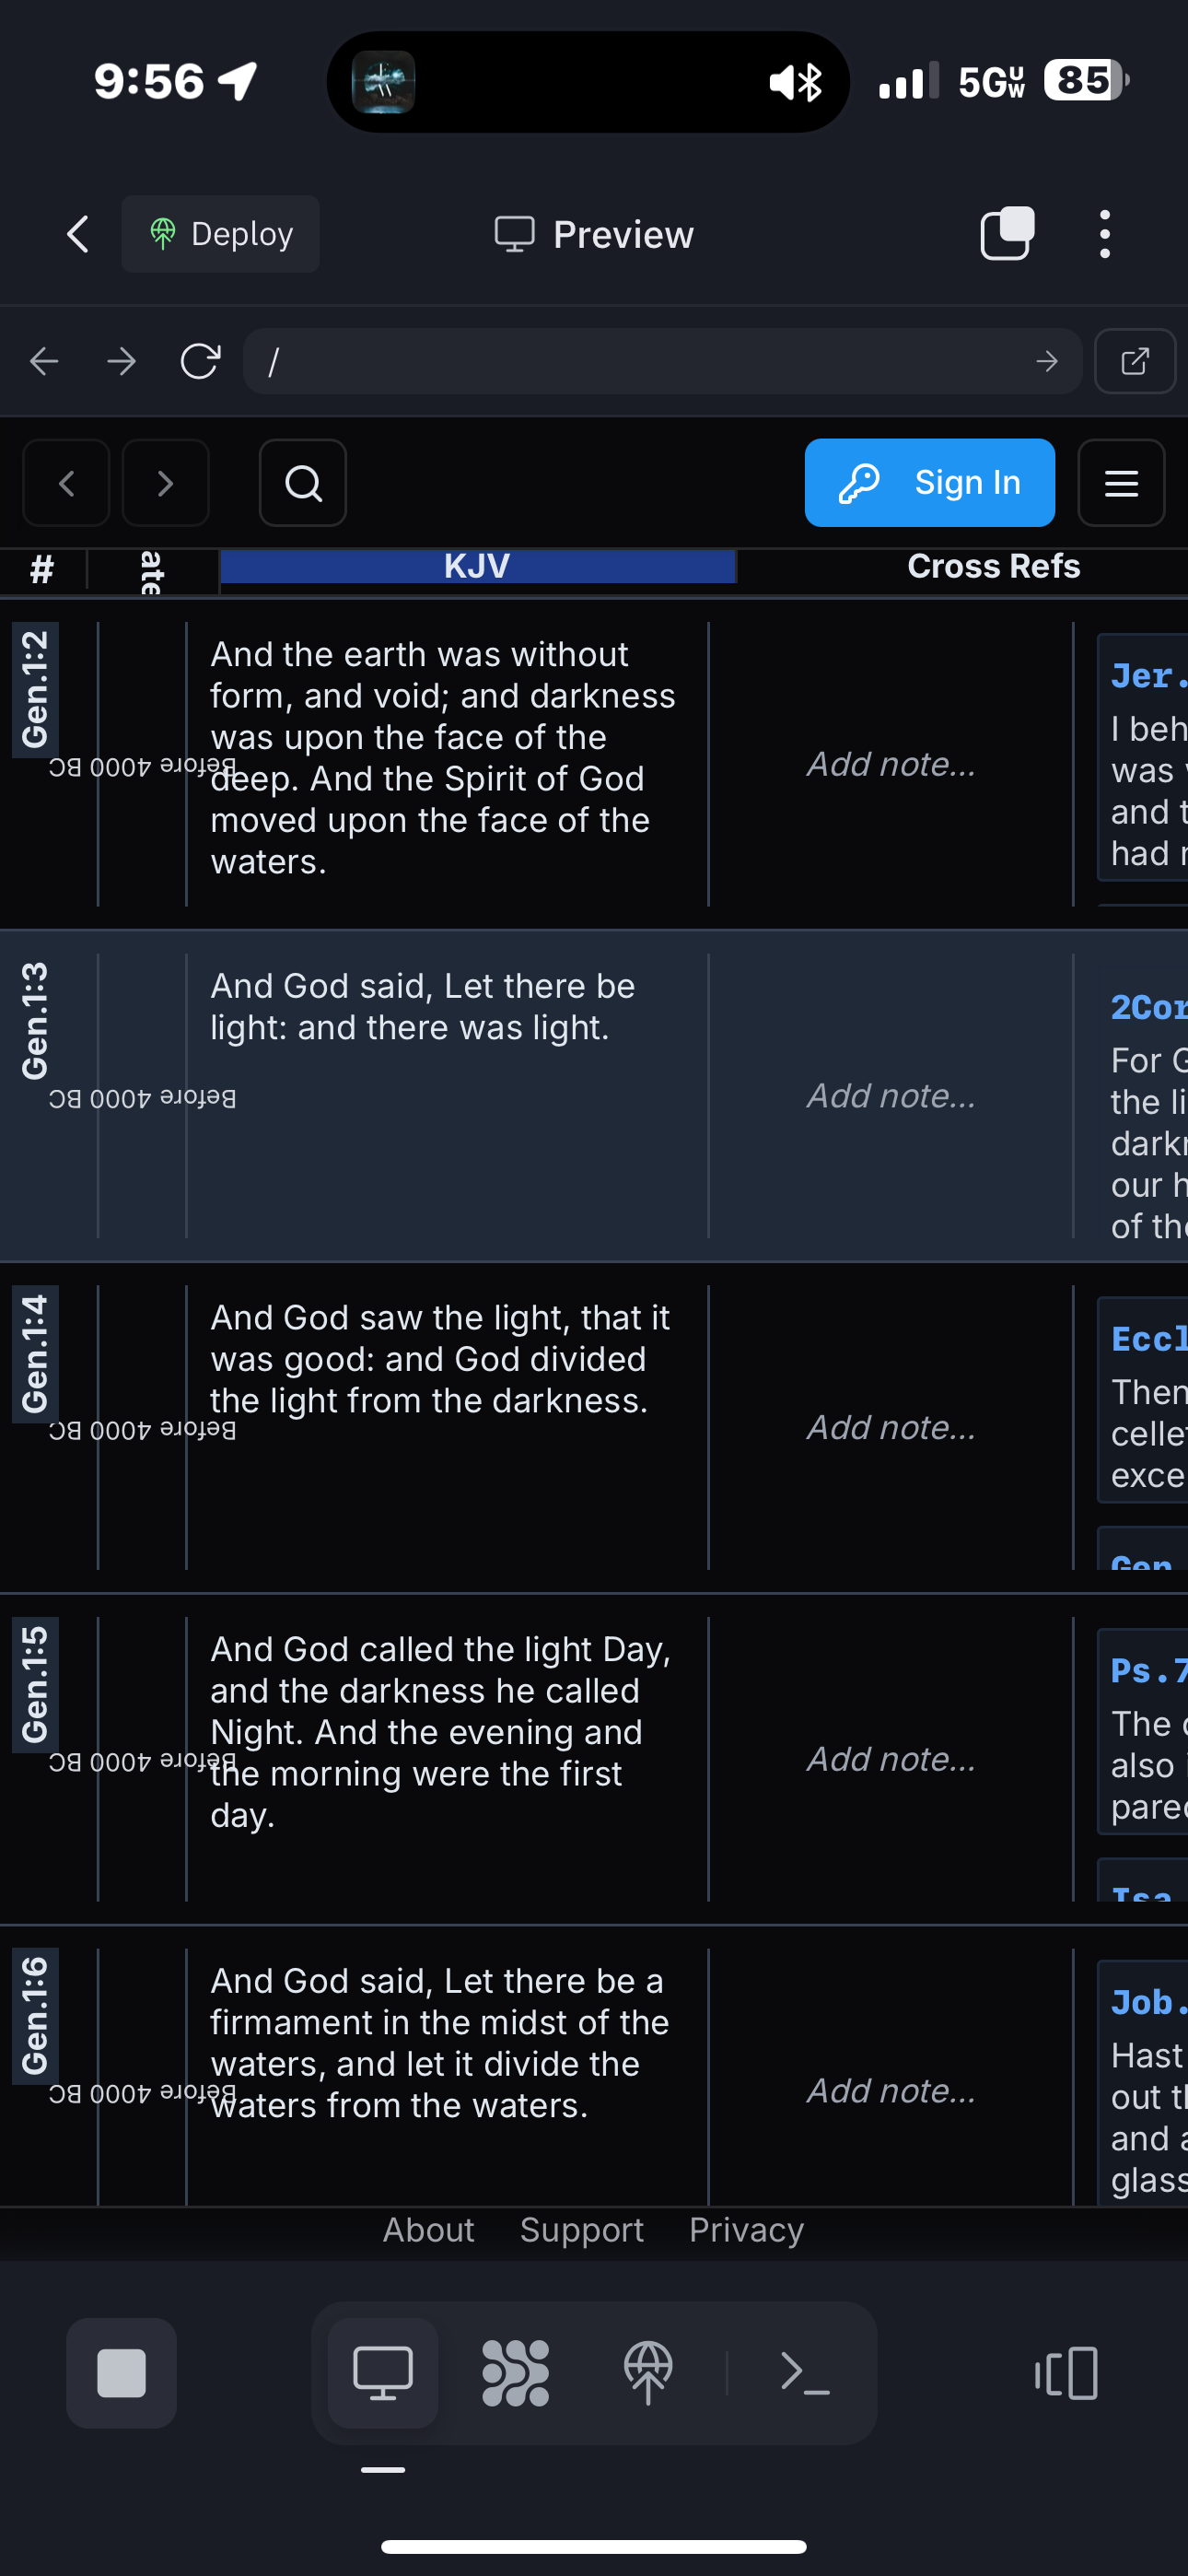 9:56
5G UW
85
Deploy
Preview
/
Sign In
#
ate
KJV
Cross Refs
Gen.1:2
Before 4000 BC
And the earth was without
form, and void; and darkness
was upon the face of the
deep. And the Spirit of God
moved upon the face of the
waters.
Add note...
Jer.
I beh
was w
and t
had n
Gen.1:3
Before 4000 BC
And God said, Let there be
light: and there was light.
Add note...
2Cor
For G
the li
darkn
our h
of the
Gen.1:4
Before 4000 BC
And God saw the light, that it
was good: and God divided
the light from the darkness.
Add note...
Eccl
Then
cellet
exce
Gen
Gen.1:5
Before 4000 BC
And God called the light Day,
and the darkness he called
Night. And the evening and
the morning were the first
day.
Add note...
Ps.7
The d
also i
pared
Isa
Gen.1:6
Before 4000 BC
And God said, Let there be a
firmament in the midst of the
waters, and let it divide the
waters from the waters.
Add note...
Job.
Hast
out th
and a
glass
About Support Privacy